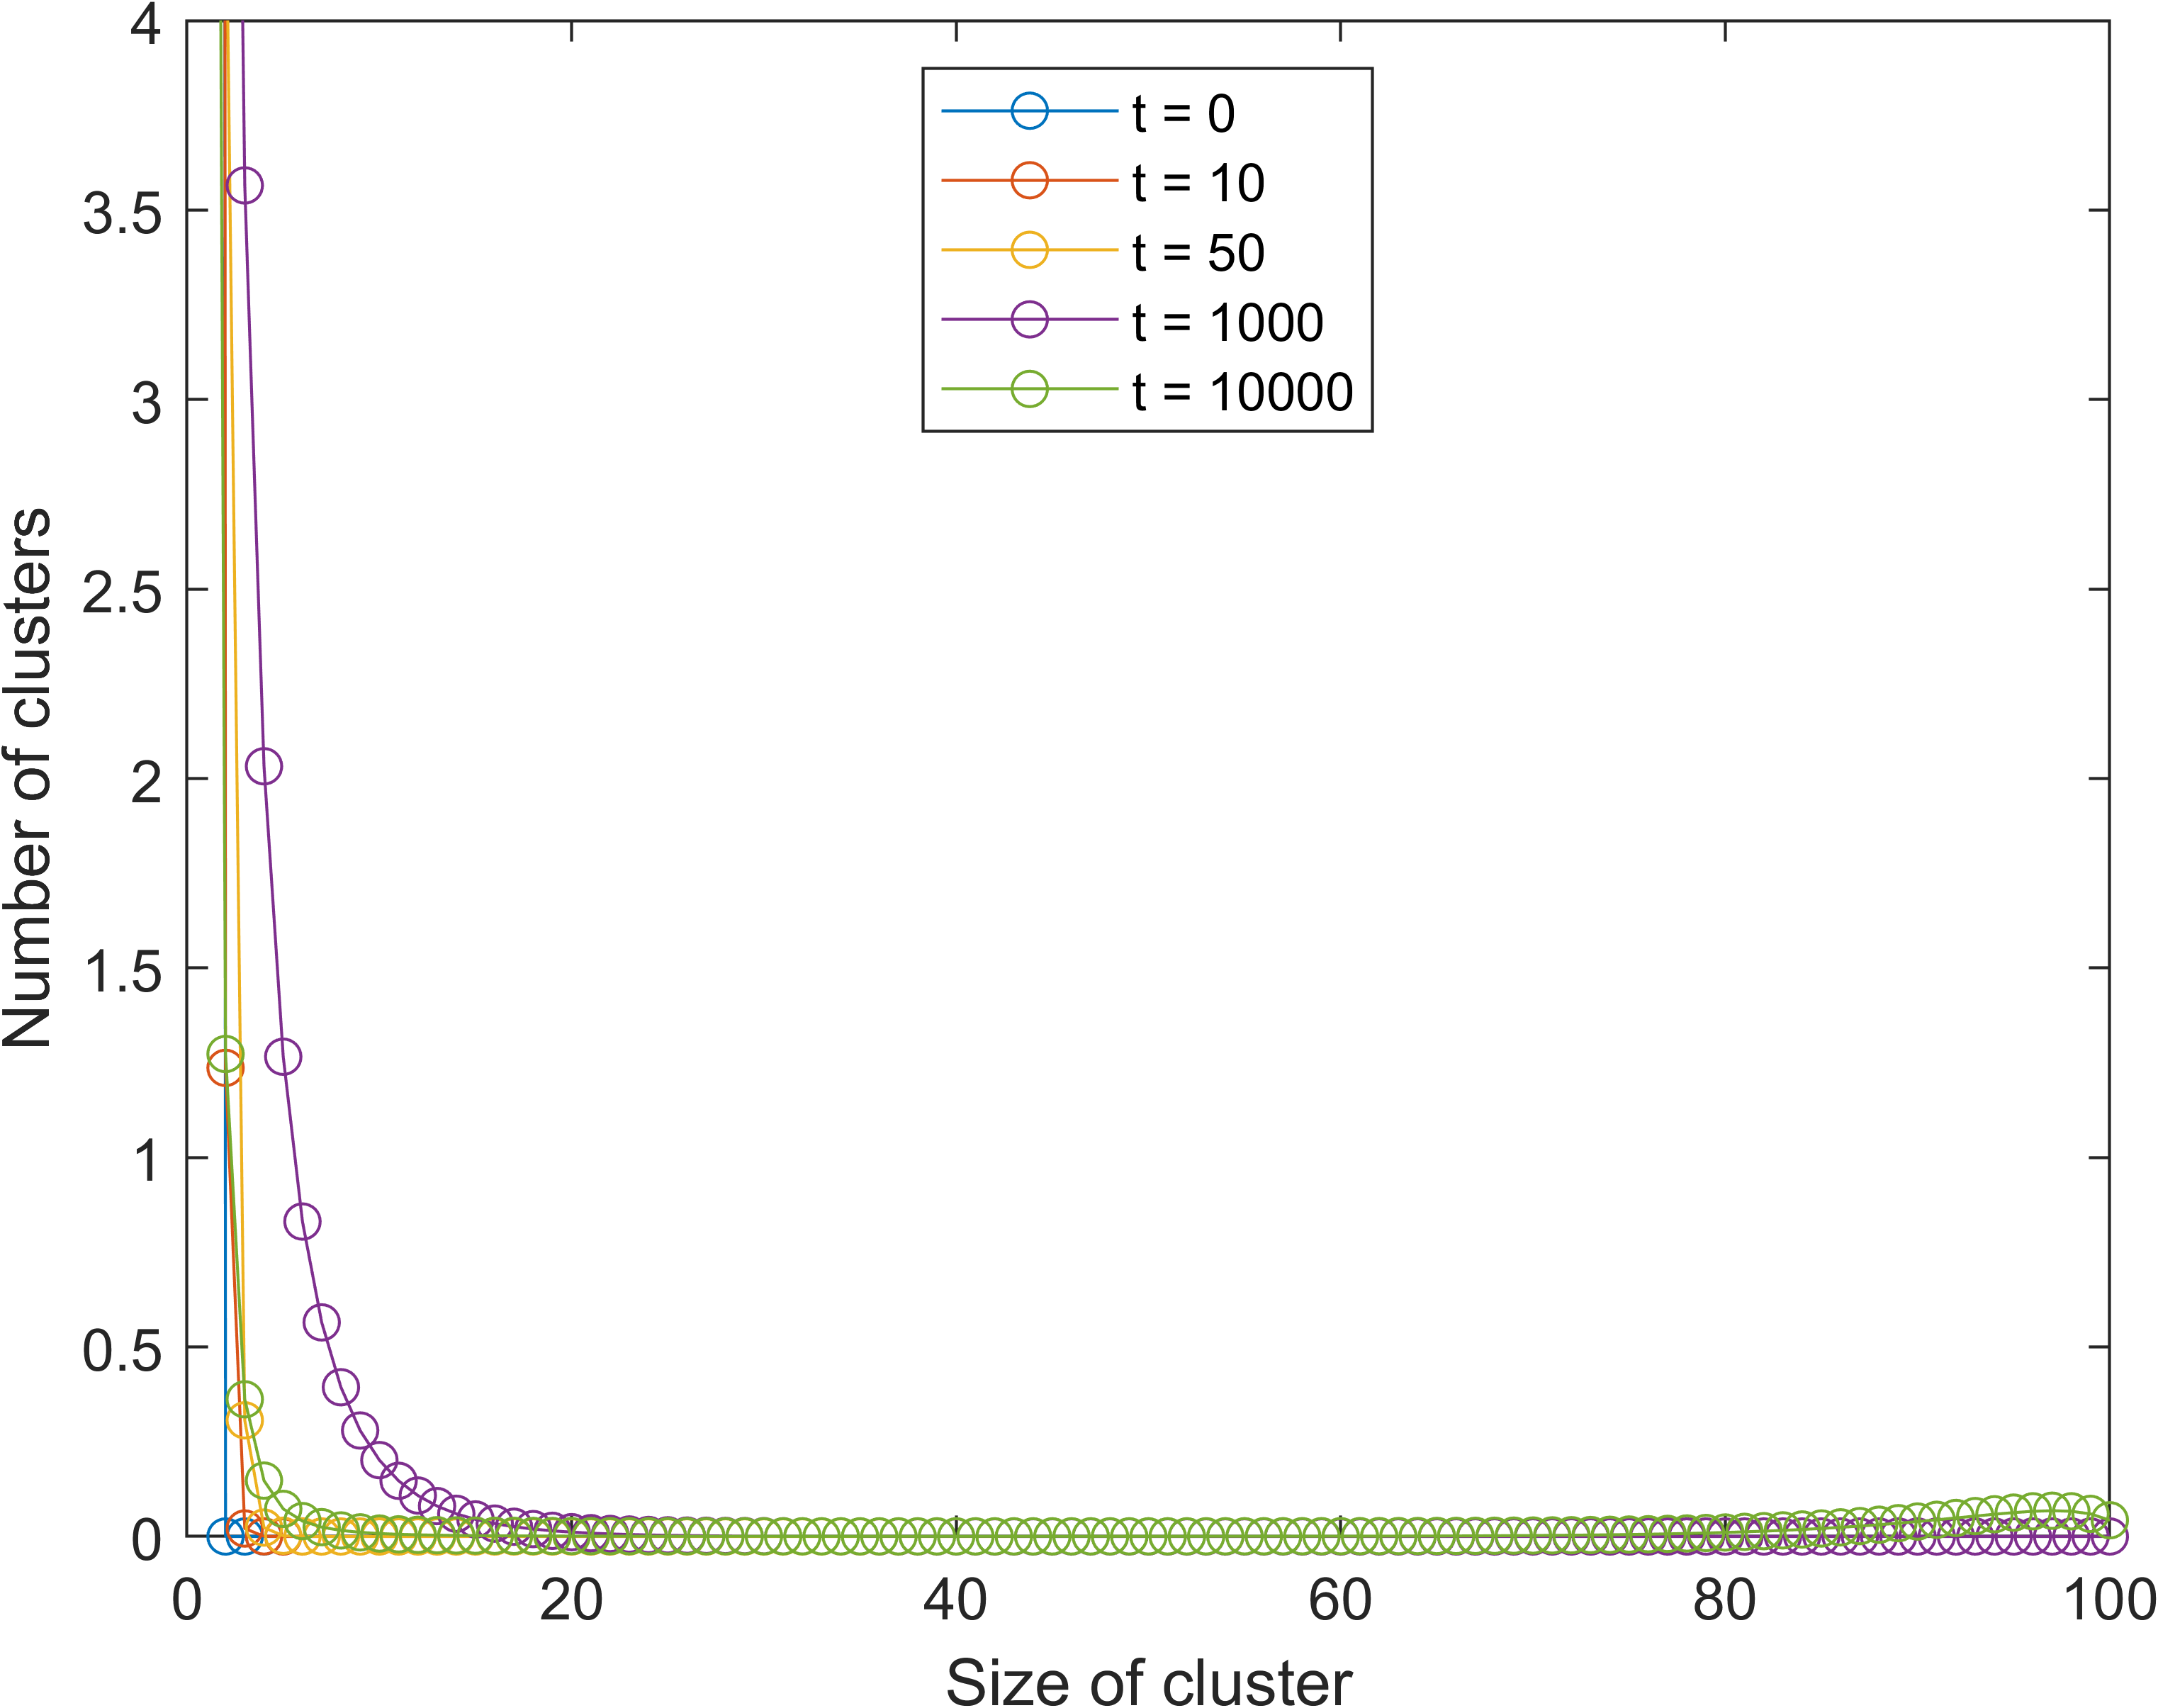 4
3.5
3
2.5
2
1.5
1
0.5
0
Number of clusters
t = 0
t = 10
t = 50
t = 1000
t = 10000
0 20 40 60 80 100
Size of cluster